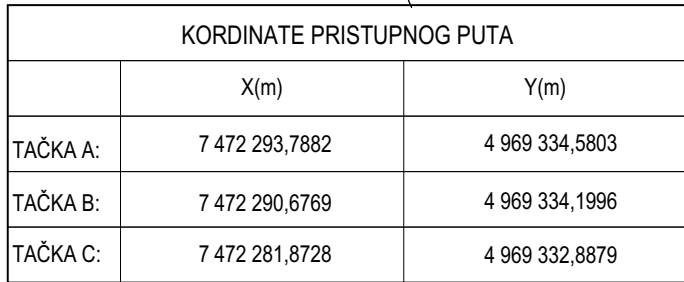 KORDINATE PRISTUPNOG PUTA
X(m) Y(m)
TAČKA A: 7 472 293,7882 4 969 334,5803
TAČKA B: 7 472 290,6769 4 969 334,1996
TAČKA C: 7 472 281,8728 4 969 332,8879